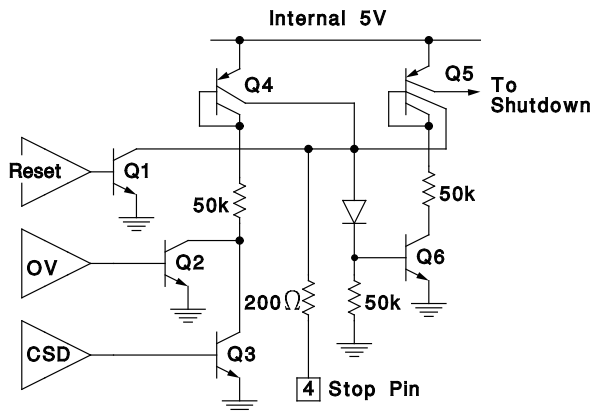 Internal 5V
Q4
Q5
To
Shutdown
Reset
Q1
50k
50k
OV
Q2
Q6
200Ω
50k
CSD
Q3
4 Stop Pin